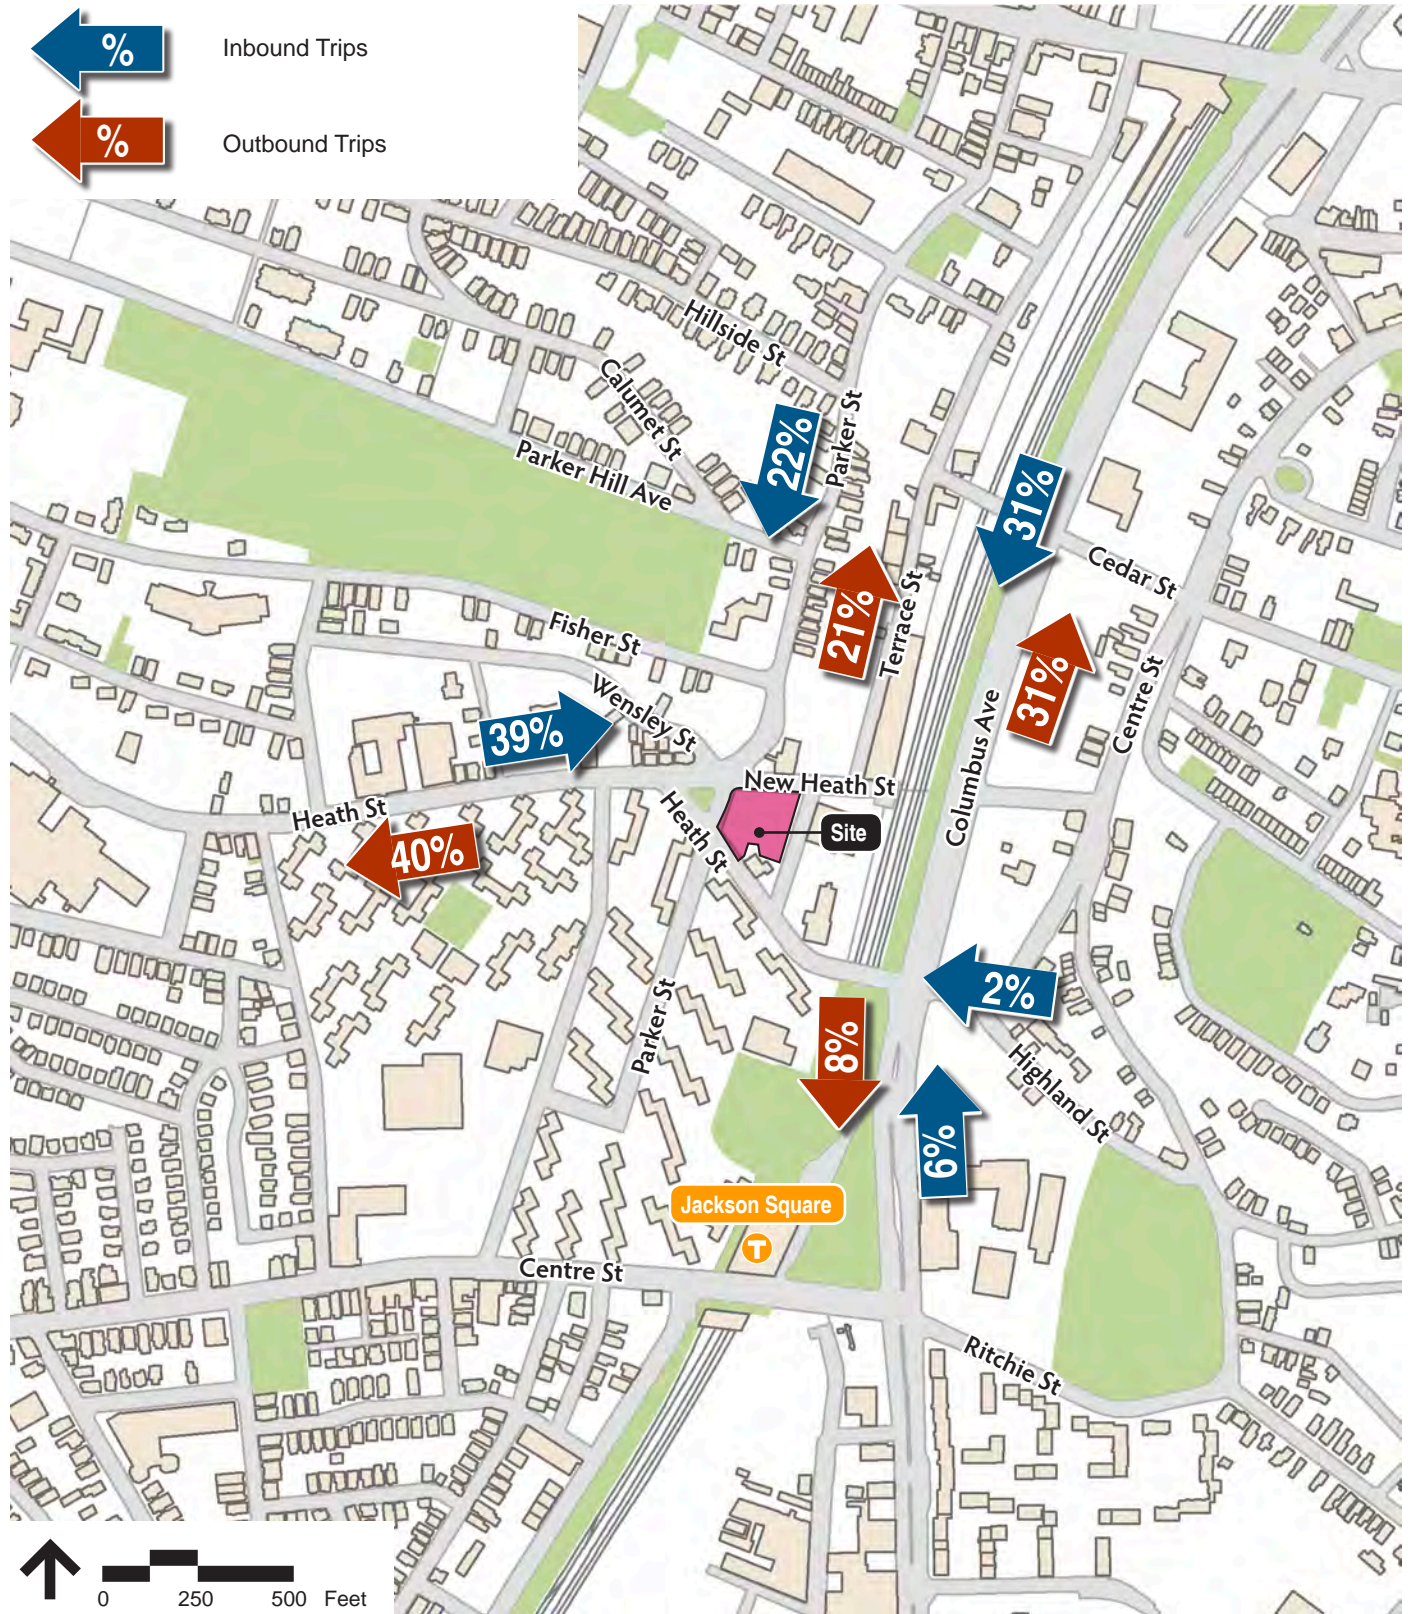 %
Inbound Trips
%
Outbound Trips
Hillside St
Calumet St
Parker St
22%
Parker Hill Ave
31%
Cedar St
21%
Terrace St
Fisher St
31%
Centre St
Wensley St
39%
Columbus Ave
New Heath St
Heath St
Heath St
Site
40%
2%
Parker St
8%
Highland St
6%
Jackson Square
T
Centre St
Ritchie St
0 250 500 Feet